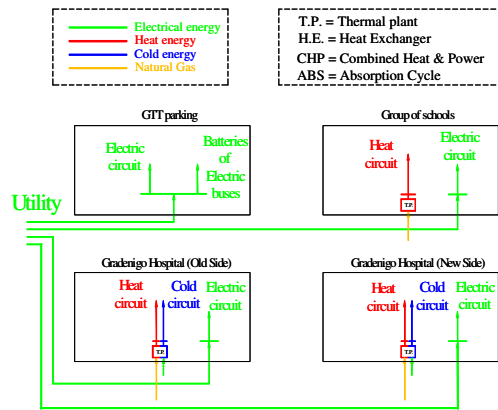 Electrical energy
Heat energy
Cold energy
Natural Gas
T.P. = Thermal plant
H.E. = Heat Exchanger
CHP = Combined Heat & Power
ABS = Absorption Cycle
GTT parking
Electric
circuit
Batteries
of
Electric
buses
Group of schools
Heat
circuit
Electric
circuit
T.P.
Utility
Gradenigo Hospital (Old Side)
Heat
circuit
Cold
circuit
Electric
circuit
T.P.
Gradenigo Hospital (New Side)
Heat
circuit
Cold
circuit
Electric
circuit
T.P.